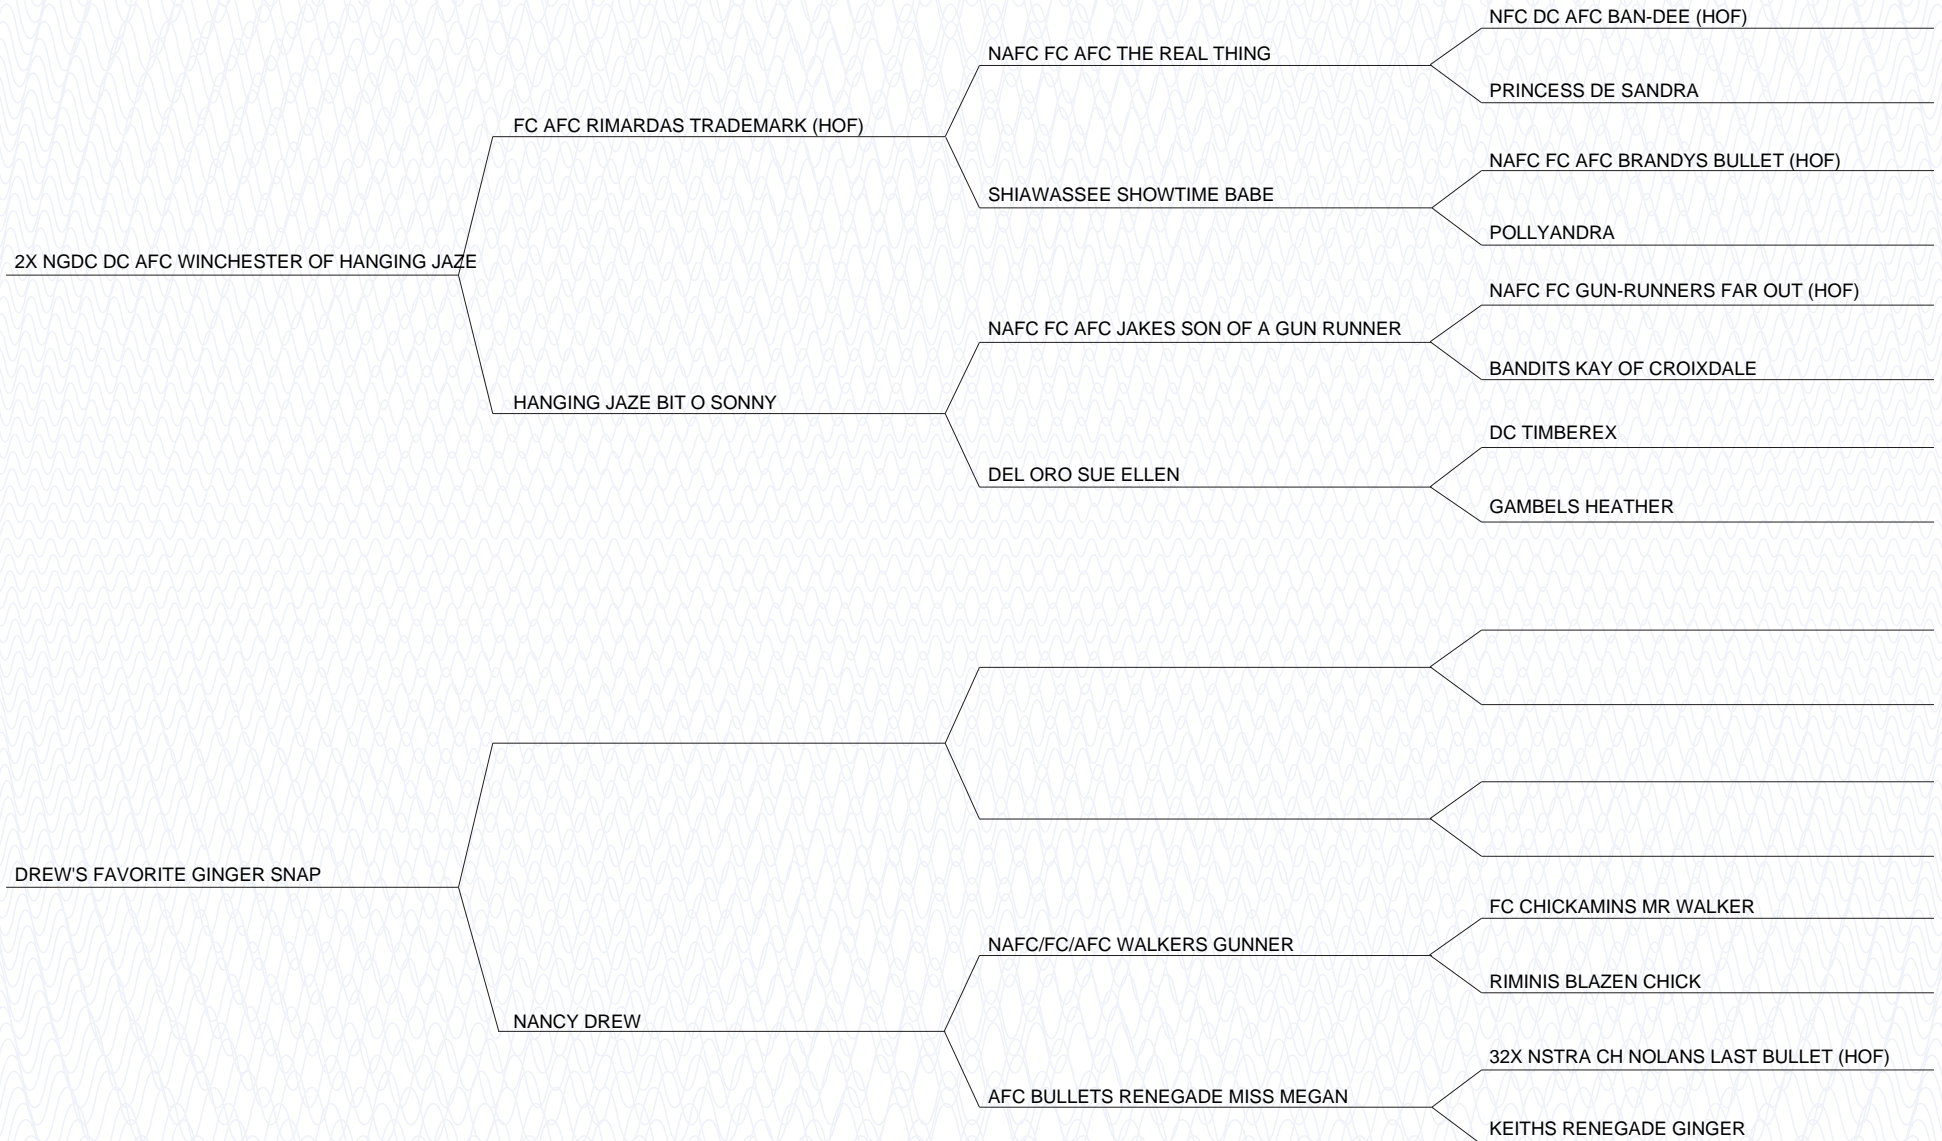 NFC DC AFC BAN-DEE (HOF)
NAFC FC AFC THE REAL THING
PRINCESS DE SANDRA
FC AFC RIMARDAS TRADEMARK (HOF)
NAFC FC AFC BRANDYS BULLET (HOF)
SHIAWASSEE SHOWTIME BABE
POLLYANDRA
2X NGDC DC AFC WINCHESTER OF HANGING JAZE
NAFC FC GUN-RUNNERS FAR OUT (HOF)
NAFC FC AFC JAKES SON OF A GUN RUNNER
BANDITS KAY OF CROIXDALE
HANGING JAZE BIT O SONNY
DC TIMBEREX
DEL ORO SUE ELLEN
GAMBELS HEATHER
DREW'S FAVORITE GINGER SNAP
FC CHICKAMINS MR WALKER
NAFC/FC/AFC WALKERS GUNNER
RIMINIS BLAZEN CHICK
NANCY DREW
32X NSTRA CH NOLANS LAST BULLET (HOF)
AFC BULLETS RENEGADE MISS MEGAN
KEITHS RENEGADE GINGER